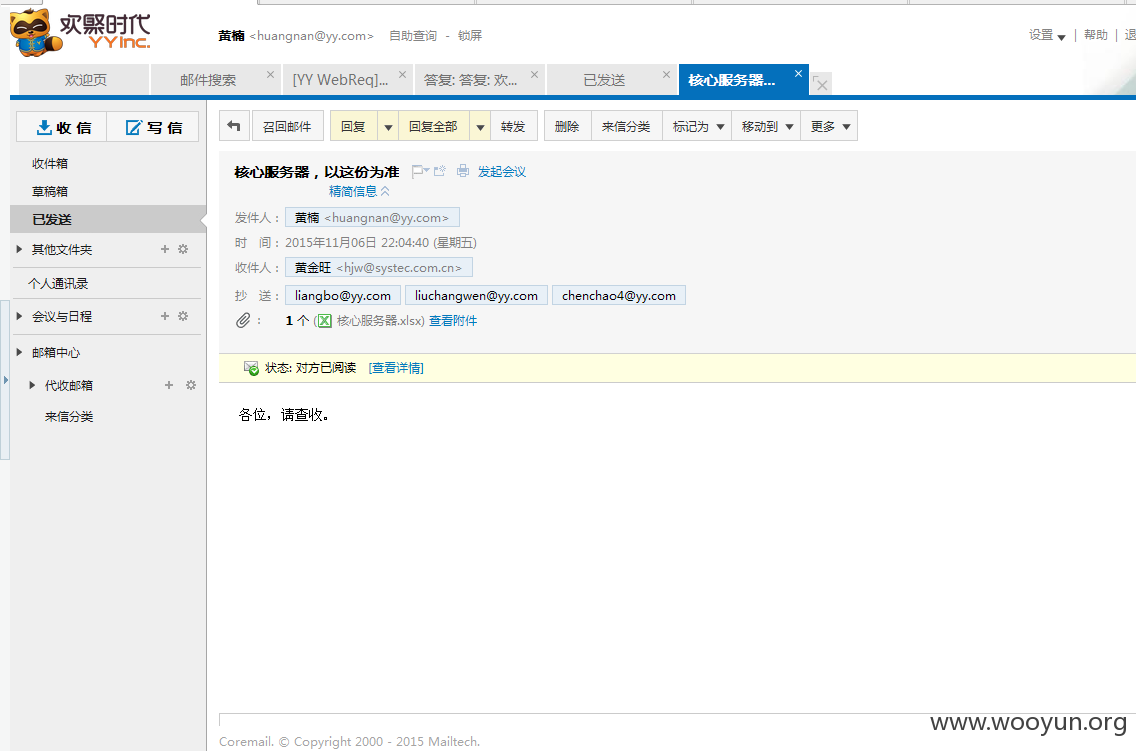 欢聚时代
YY Inc.
黄楠 <huangnan@yy.com> 自助查询 - 锁屏
设置 | 帮助 | 退
欢迎页 邮件搜索 [YY WebReq]... 答复: 答复: 欢... 已发送 核心服务器...
收信 写信
召回邮件 回复 回复全部 转发 删除 来信分类 标记为 移动到 更多
收件箱
草稿箱
已发送
其他文件夹
个人通讯录
会议与日程
邮箱中心
代收邮箱
来信分类
核心服务器，以这份为准 发起会议
精简信息
发件人： 黄楠 <huangnan@yy.com>
时 间： 2015年11月06日 22:04:40 (星期五)
收件人： 黄金旺 <hjw@systec.com.cn>
抄 送： liangbo@yy.com liuchangwen@yy.com chenchao4@yy.com
： 1 个 (核心服务器.xlsx) 查看附件
状态: 对方已阅读 [查看详情]
各位，请查收。
www.wooyun.org
Coremail. © Copyright 2000 - 2015 Mailtech.